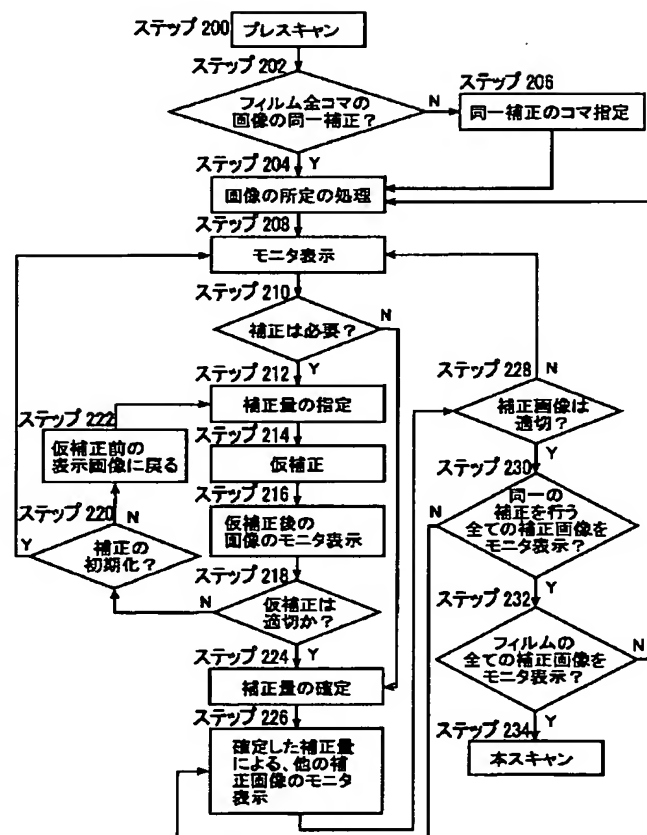 ステップ 200
プレスキャン
ステップ 202
フィルム全コマの
画像の同一補正？
N
ステップ 206
同一補正のコマ指定
ステップ 204
Y
画像の所定の処理
ステップ 208
モニタ表示
ステップ 210
補正は必要？
N
ステップ 212
Y
補正量の指定
ステップ 214
仮補正
ステップ 216
仮補正後の
画像のモニタ表示
ステップ 218
仮補正は
適切か？
N
ステップ 220
補正の
初期化？
Y
N
ステップ 222
仮補正前の
表示画像に戻る
ステップ 224
Y
補正量の確定
ステップ 226
確定した補正量
による、他の補
正画像のモニタ
表示
ステップ 228
N
補正画像は
適切？
ステップ 230
Y
同一の
補正を行う
全ての補正画像を
モニタ表示？
N
ステップ 232
Y
フィルムの
全ての補正画像を
モニタ表示？
N
ステップ 234
Y
本スキャン